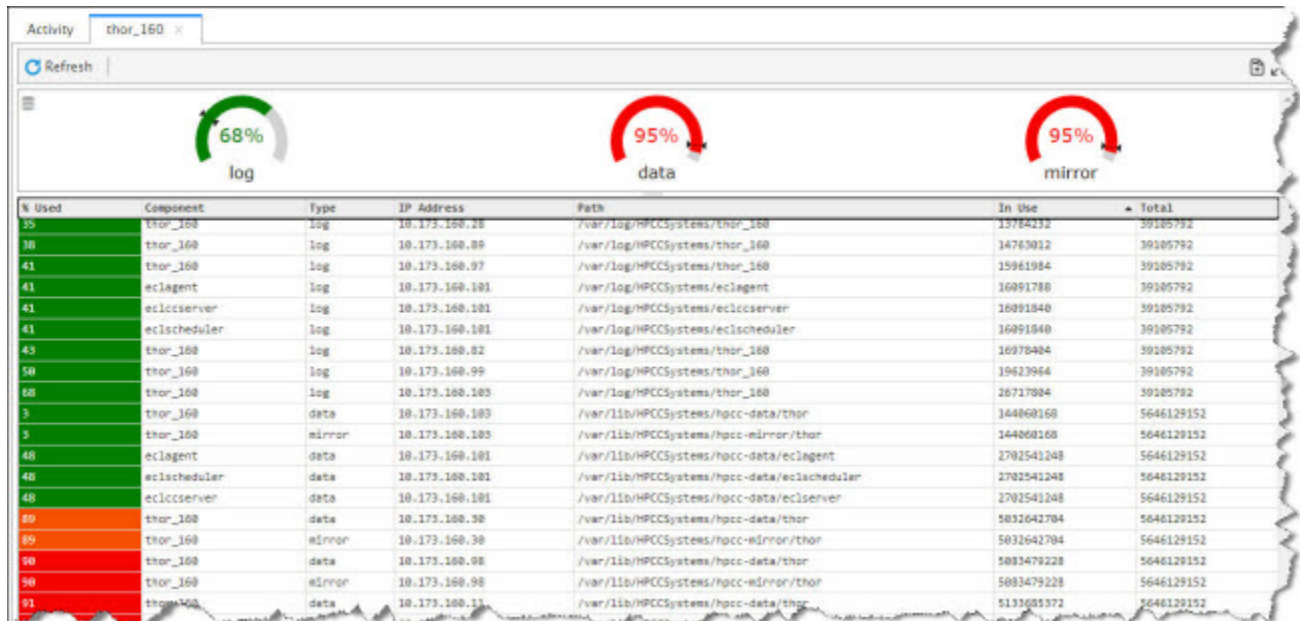 Activity thor_160 ×
Refresh
68% 95% 95%
log data mirror
% Used Component Type IP Address Path In Use Total
35 thor_160 log 10.173.160.28 /var/log/HPCCSystems/thor_160 13784232 39105792
38 thor_160 log 10.173.160.89 /var/log/HPCCSystems/thor_160 14763012 39105792
41 thor_160 log 10.173.160.97 /var/log/HPCCSystems/thor_160 15961984 39105792
41 eclagent log 10.173.160.101 /var/log/HPCCSystems/eclagent 16091788 39105792
41 eclccserver log 10.173.160.101 /var/log/HPCCSystems/eclccserver 16091840 39105792
41 eclscheduler log 10.173.160.101 /var/log/HPCCSystems/eclscheduler 16091840 39105792
43 thor_160 log 10.173.160.82 /var/log/HPCCSystems/thor_160 16978404 39105792
50 thor_160 log 10.173.160.99 /var/log/HPCCSystems/thor_160 19623964 39105792
68 thor_160 log 10.173.160.103 /var/log/HPCCSystems/thor_160 26717804 39105792
3 thor_160 data 10.173.160.103 /var/lib/HPCCSystems/hpcc-data/thor 144060168 5646129152
3 thor_160 mirror 10.173.160.103 /var/lib/HPCCSystems/hpcc-mirror/thor 144060168 5646129152
48 eclagent data 10.173.160.101 /var/lib/HPCCSystems/hpcc-data/eclagent 2702541248 5646129152
48 eclscheduler data 10.173.160.101 /var/lib/HPCCSystems/hpcc-data/eclscheduler 2702541248 5646129152
48 eclccserver data 10.173.160.101 /var/lib/HPCCSystems/hpcc-data/eclserver 2702541248 5646129152
89 thor_160 data 10.173.160.30 /var/lib/HPCCSystems/hpcc-data/thor 5032642704 5646129152
89 thor_160 mirror 10.173.160.30 /var/lib/HPCCSystems/hpcc-mirror/thor 5032642704 5646129152
90 thor_160 data 10.173.160.98 /var/lib/HPCCSystems/hpcc-data/thor 5083479228 5646129152
90 thor_160 mirror 10.173.160.98 /var/lib/HPCCSystems/hpcc-mirror/thor 5083479228 5646129152
91 thor_160 data /var/lib/HPCCSystems/hpcc-data/thor 5133685372 5646129152